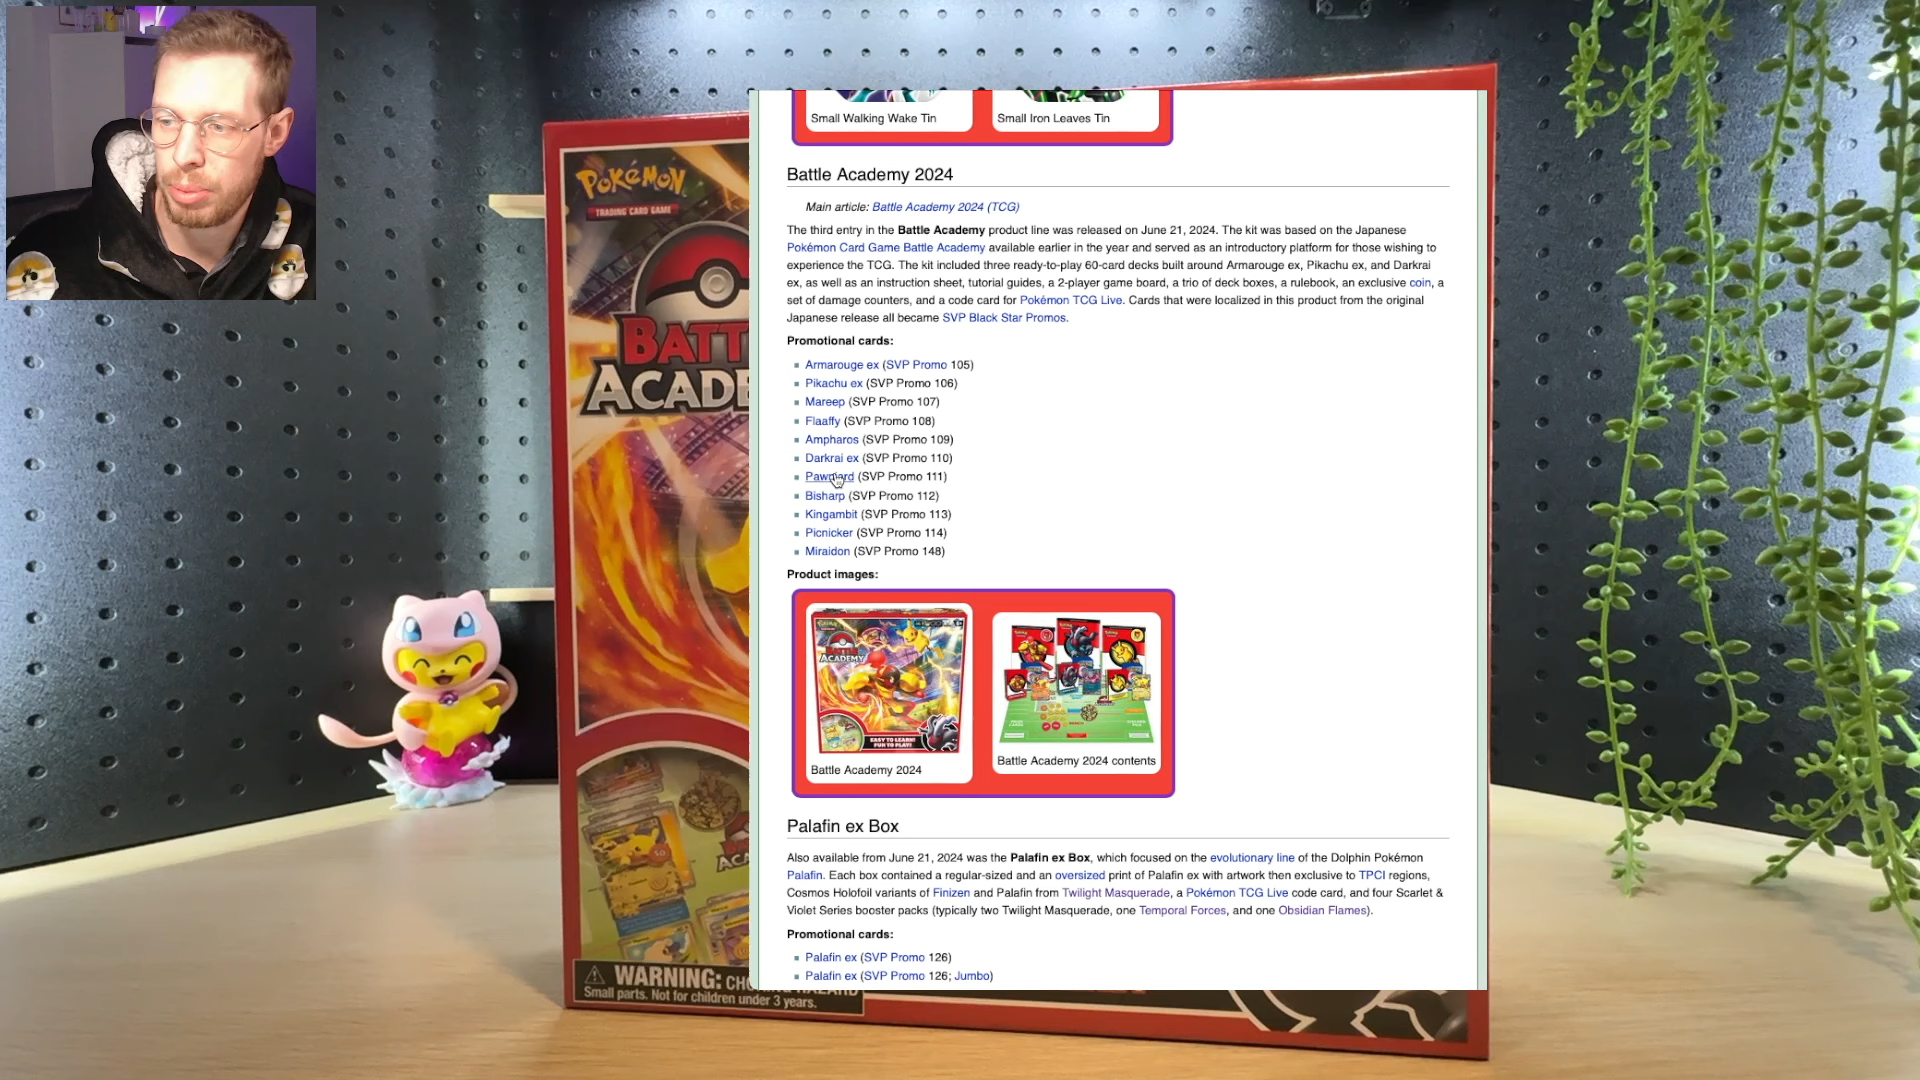 POKéMON
TRADING CARD GAME
BATT
ACADE
WARNING: CHOKING HAZARD
Small parts. Not for children under 3 years.
Small Walking Wake Tin
Small Iron Leaves Tin
Battle Academy 2024
Main article: Battle Academy 2024 (TCG)
The third entry in the Battle Academy product line was released on June 21, 2024. The kit was based on the Japanese
Pokémon Card Game Battle Academy available earlier in the year and served as an introductory platform for those wishing to
experience the TCG. The kit included three ready-to-play 60-card decks built around Armarouge ex, Pikachu ex, and Darkrai
ex, as well as an instruction sheet, tutorial guides, a 2-player game board, a trio of deck boxes, a rulebook, an exclusive coin, a
set of damage counters, and a code card for Pokémon TCG Live. Cards that were localized in this product from the original
Japanese release all became SVP Black Star Promos.
Promotional cards:
Armarouge ex (SVP Promo 105)
Pikachu ex (SVP Promo 106)
Mareep (SVP Promo 107)
Flaaffy (SVP Promo 108)
Ampharos (SVP Promo 109)
Darkrai ex (SVP Promo 110)
Pawniard (SVP Promo 111)
Bisharp (SVP Promo 112)
Kingambit (SVP Promo 113)
Picnicker (SVP Promo 114)
Miraidon (SVP Promo 148)
Product images:
BATTLE
ACADEMY
EASY TO LEARN!
FUN TO PLAY!
Battle Academy 2024
Battle Academy 2024 contents
Palafin ex Box
Also available from June 21, 2024 was the Palafin ex Box, which focused on the evolutionary line of the Dolphin Pokémon
Palafin. Each box contained a regular-sized and an oversized print of Palafin ex with artwork then exclusive to TPCI regions,
Cosmos Holofoil variants of Finizen and Palafin from Twilight Masquerade, a Pokémon TCG Live code card, and four Scarlet &
Violet Series booster packs (typically two Twilight Masquerade, one Temporal Forces, and one Obsidian Flames).
Promotional cards:
Palafin ex (SVP Promo 126)
Palafin ex (SVP Promo 126; Jumbo)